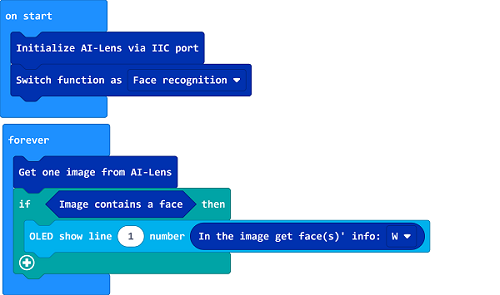 on start
Initialize AI-Lens via IIC port
Switch function as Face recognition
forever
Get one image from AI-Lens
if Image contains a face then
OLED show line 1 number In the image get face(s)' info: W